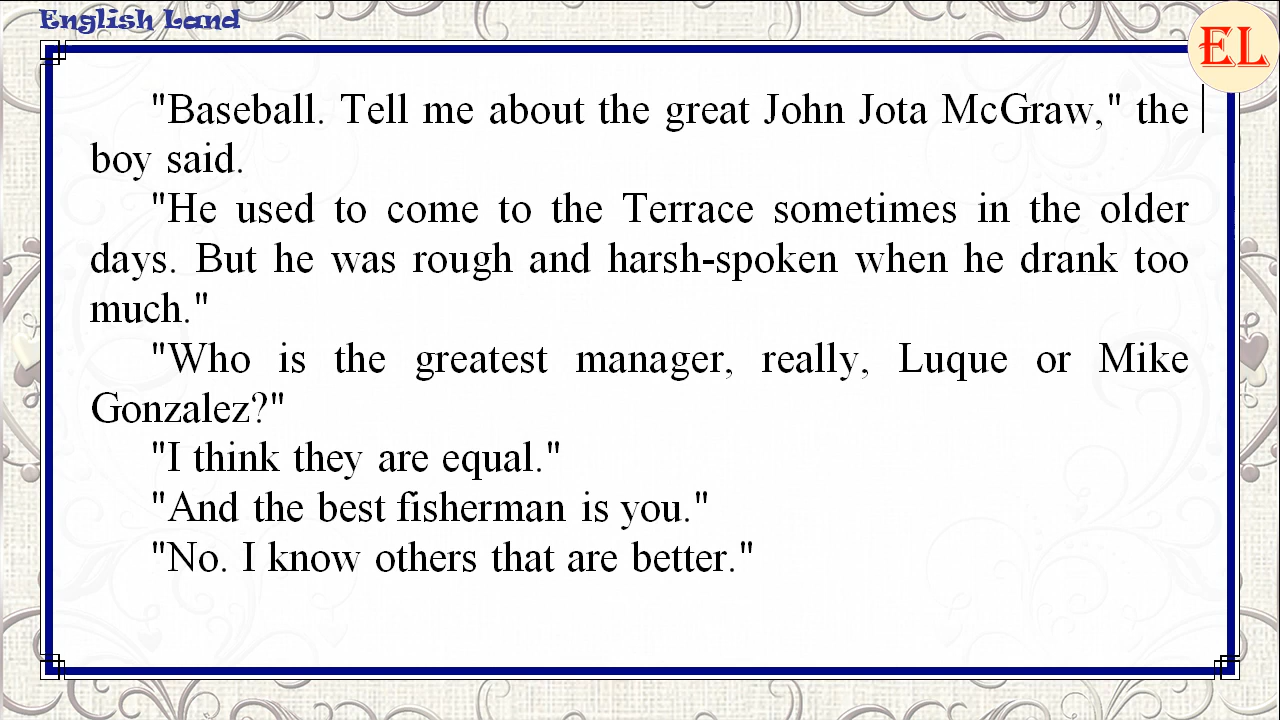 English Land
EL
"Baseball. Tell me about the great John Jota McGraw," the
boy said.
"He used to come to the Terrace sometimes in the older
days. But he was rough and harsh-spoken when he drank too
much."
"Who is the greatest manager, really, Luque or Mike
Gonzalez?"
"I think they are equal."
"And the best fisherman is you."
"No. I know others that are better."